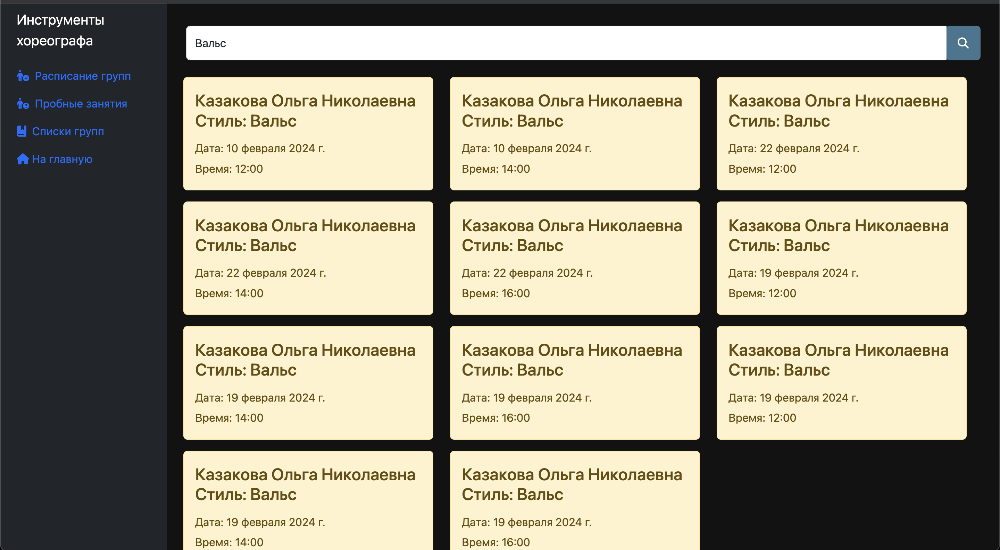 Инструменты
хореографа
Расписание групп
Пробные занятия
Списки групп
На главную
Вальс
Казакова Ольга Николаевна
Стиль: Вальс
Дата: 10 февраля 2024 г.
Время: 12:00
Казакова Ольга Николаевна
Стиль: Вальс
Дата: 10 февраля 2024 г.
Время: 14:00
Казакова Ольга Николаевна
Стиль: Вальс
Дата: 22 февраля 2024 г.
Время: 12:00
Казакова Ольга Николаевна
Стиль: Вальс
Дата: 22 февраля 2024 г.
Время: 14:00
Казакова Ольга Николаевна
Стиль: Вальс
Дата: 22 февраля 2024 г.
Время: 16:00
Казакова Ольга Николаевна
Стиль: Вальс
Дата: 19 февраля 2024 г.
Время: 12:00
Казакова Ольга Николаевна
Стиль: Вальс
Дата: 19 февраля 2024 г.
Время: 14:00
Казакова Ольга Николаевна
Стиль: Вальс
Дата: 19 февраля 2024 г.
Время: 16:00
Казакова Ольга Николаевна
Стиль: Вальс
Дата: 19 февраля 2024 г.
Время: 12:00
Казакова Ольга Николаевна
Стиль: Вальс
Дата: 19 февраля 2024 г.
Время: 14:00
Казакова Ольга Николаевна
Стиль: Вальс
Дата: 19 февраля 2024 г.
Время: 16:00